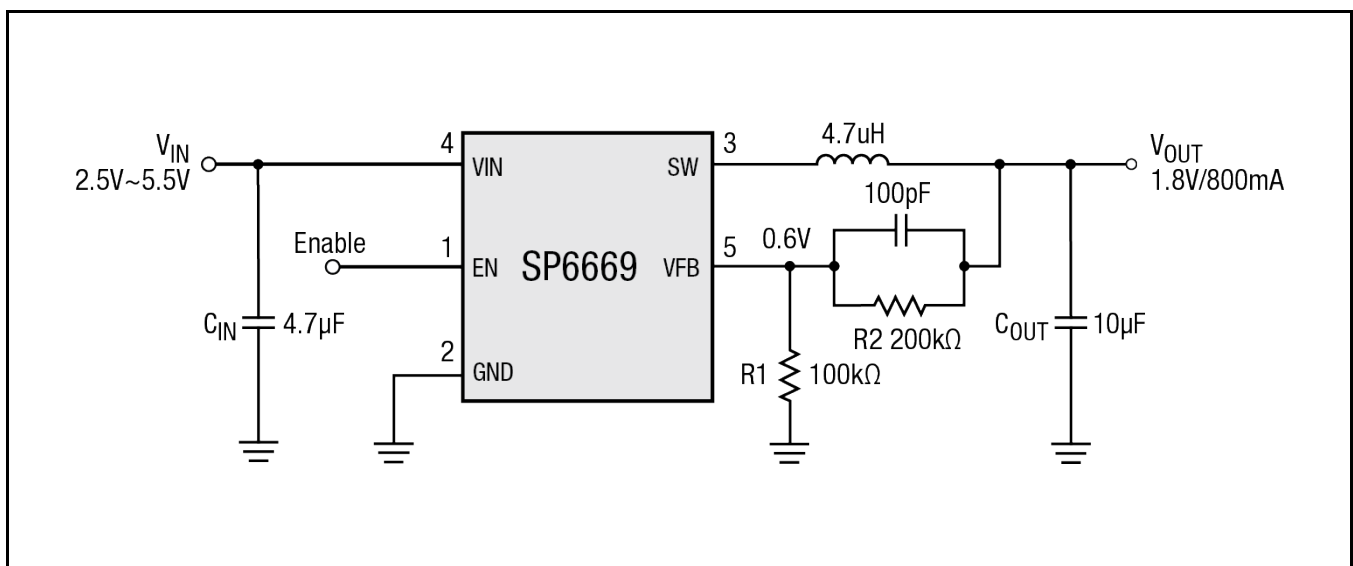 VIN
2.5V~5.5V
4
VIN
Enable
1
EN
CIN
4.7µF
2
GND
SP6669
SW
3
4.7uH
VFB
5
0.6V
100pF
R2 200kΩ
R1
100kΩ
COUT
10µF
VOUT
1.8V/800mA